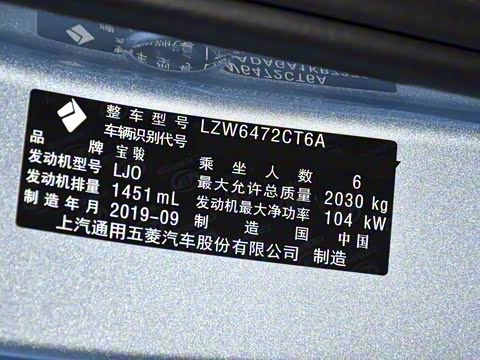 整车型号 LZW6472CT6A
车辆识别代号
品牌 宝骏 乘坐人数 6
发动机型号 LJO 最大允许总质量 2030 kg
发动机排量 1451 mL 发动机最大净功率 104 kW
制造年月 2019-09 制造国 中国
上汽通用五菱汽车股份有限公司 制造